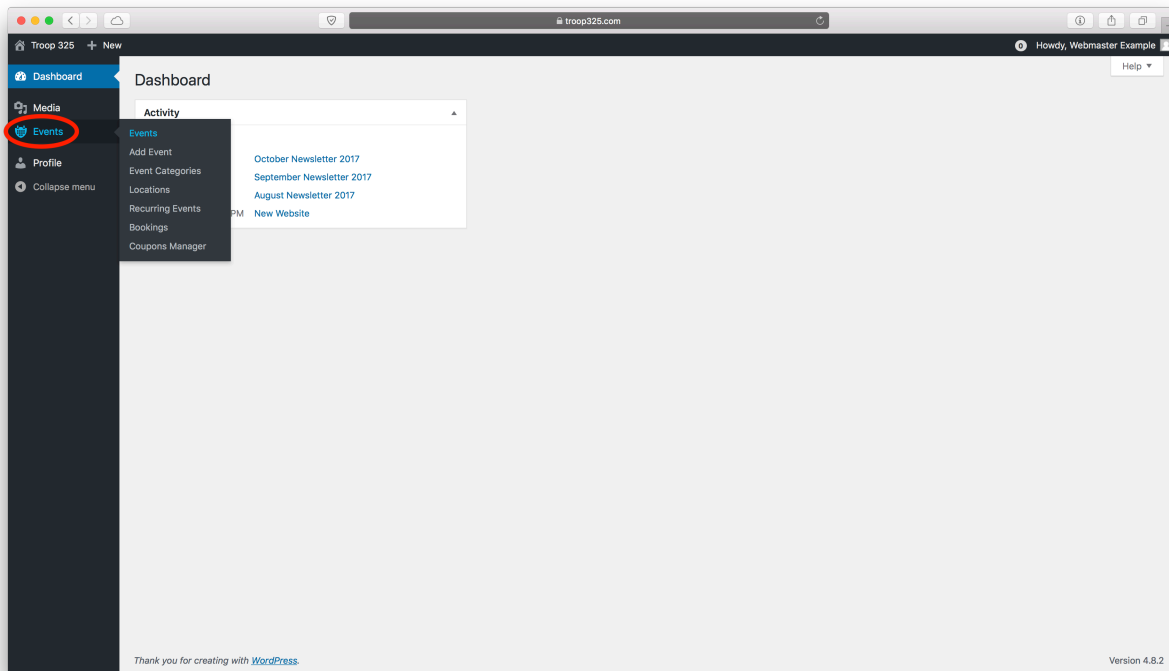 troop325.com
Troop 325 + New
0 Howdy, Webmaster Example
Help ▼
Dashboard
Media
Events
Profile
Collapse menu
Events
Add Event
Event Categories
Locations
Recurring Events
Bookings
Coupons Manager
Dashboard
Activity
October Newsletter 2017
September Newsletter 2017
August Newsletter 2017
PM New Website
Thank you for creating with WordPress.
Version 4.8.2